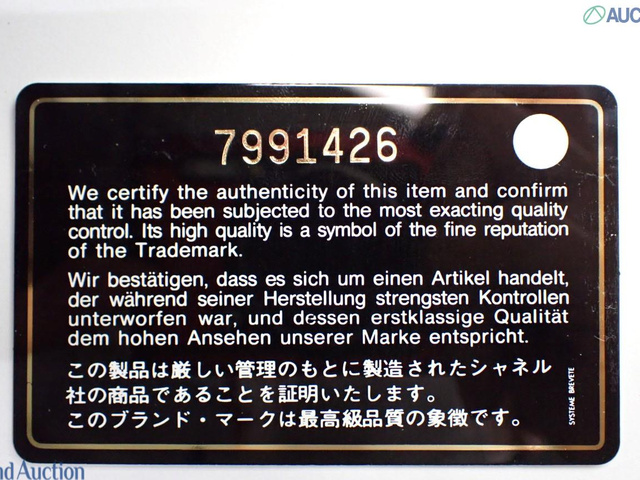 AUC
7991426
We certify the authenticity of this item and confirm
that it has been subjected to the most exacting quality
control. Its high quality is a symbol of the fine reputation
of the Trademark.
Wir bestätigen, dass es sich um einen Artikel handelt,
der während seiner Herstellung strengsten Kontrollen
unterworfen war, und dessen erstklassige Qualität
dem hohen Ansehen unserer Marke entspricht.
この製品は厳しい管理のもとに製造されたシャネル
社の商品であることを証明いたします。
このブランド・マークは最高級品質の象徴です。
SYSTEME BREVETE
nd Auction